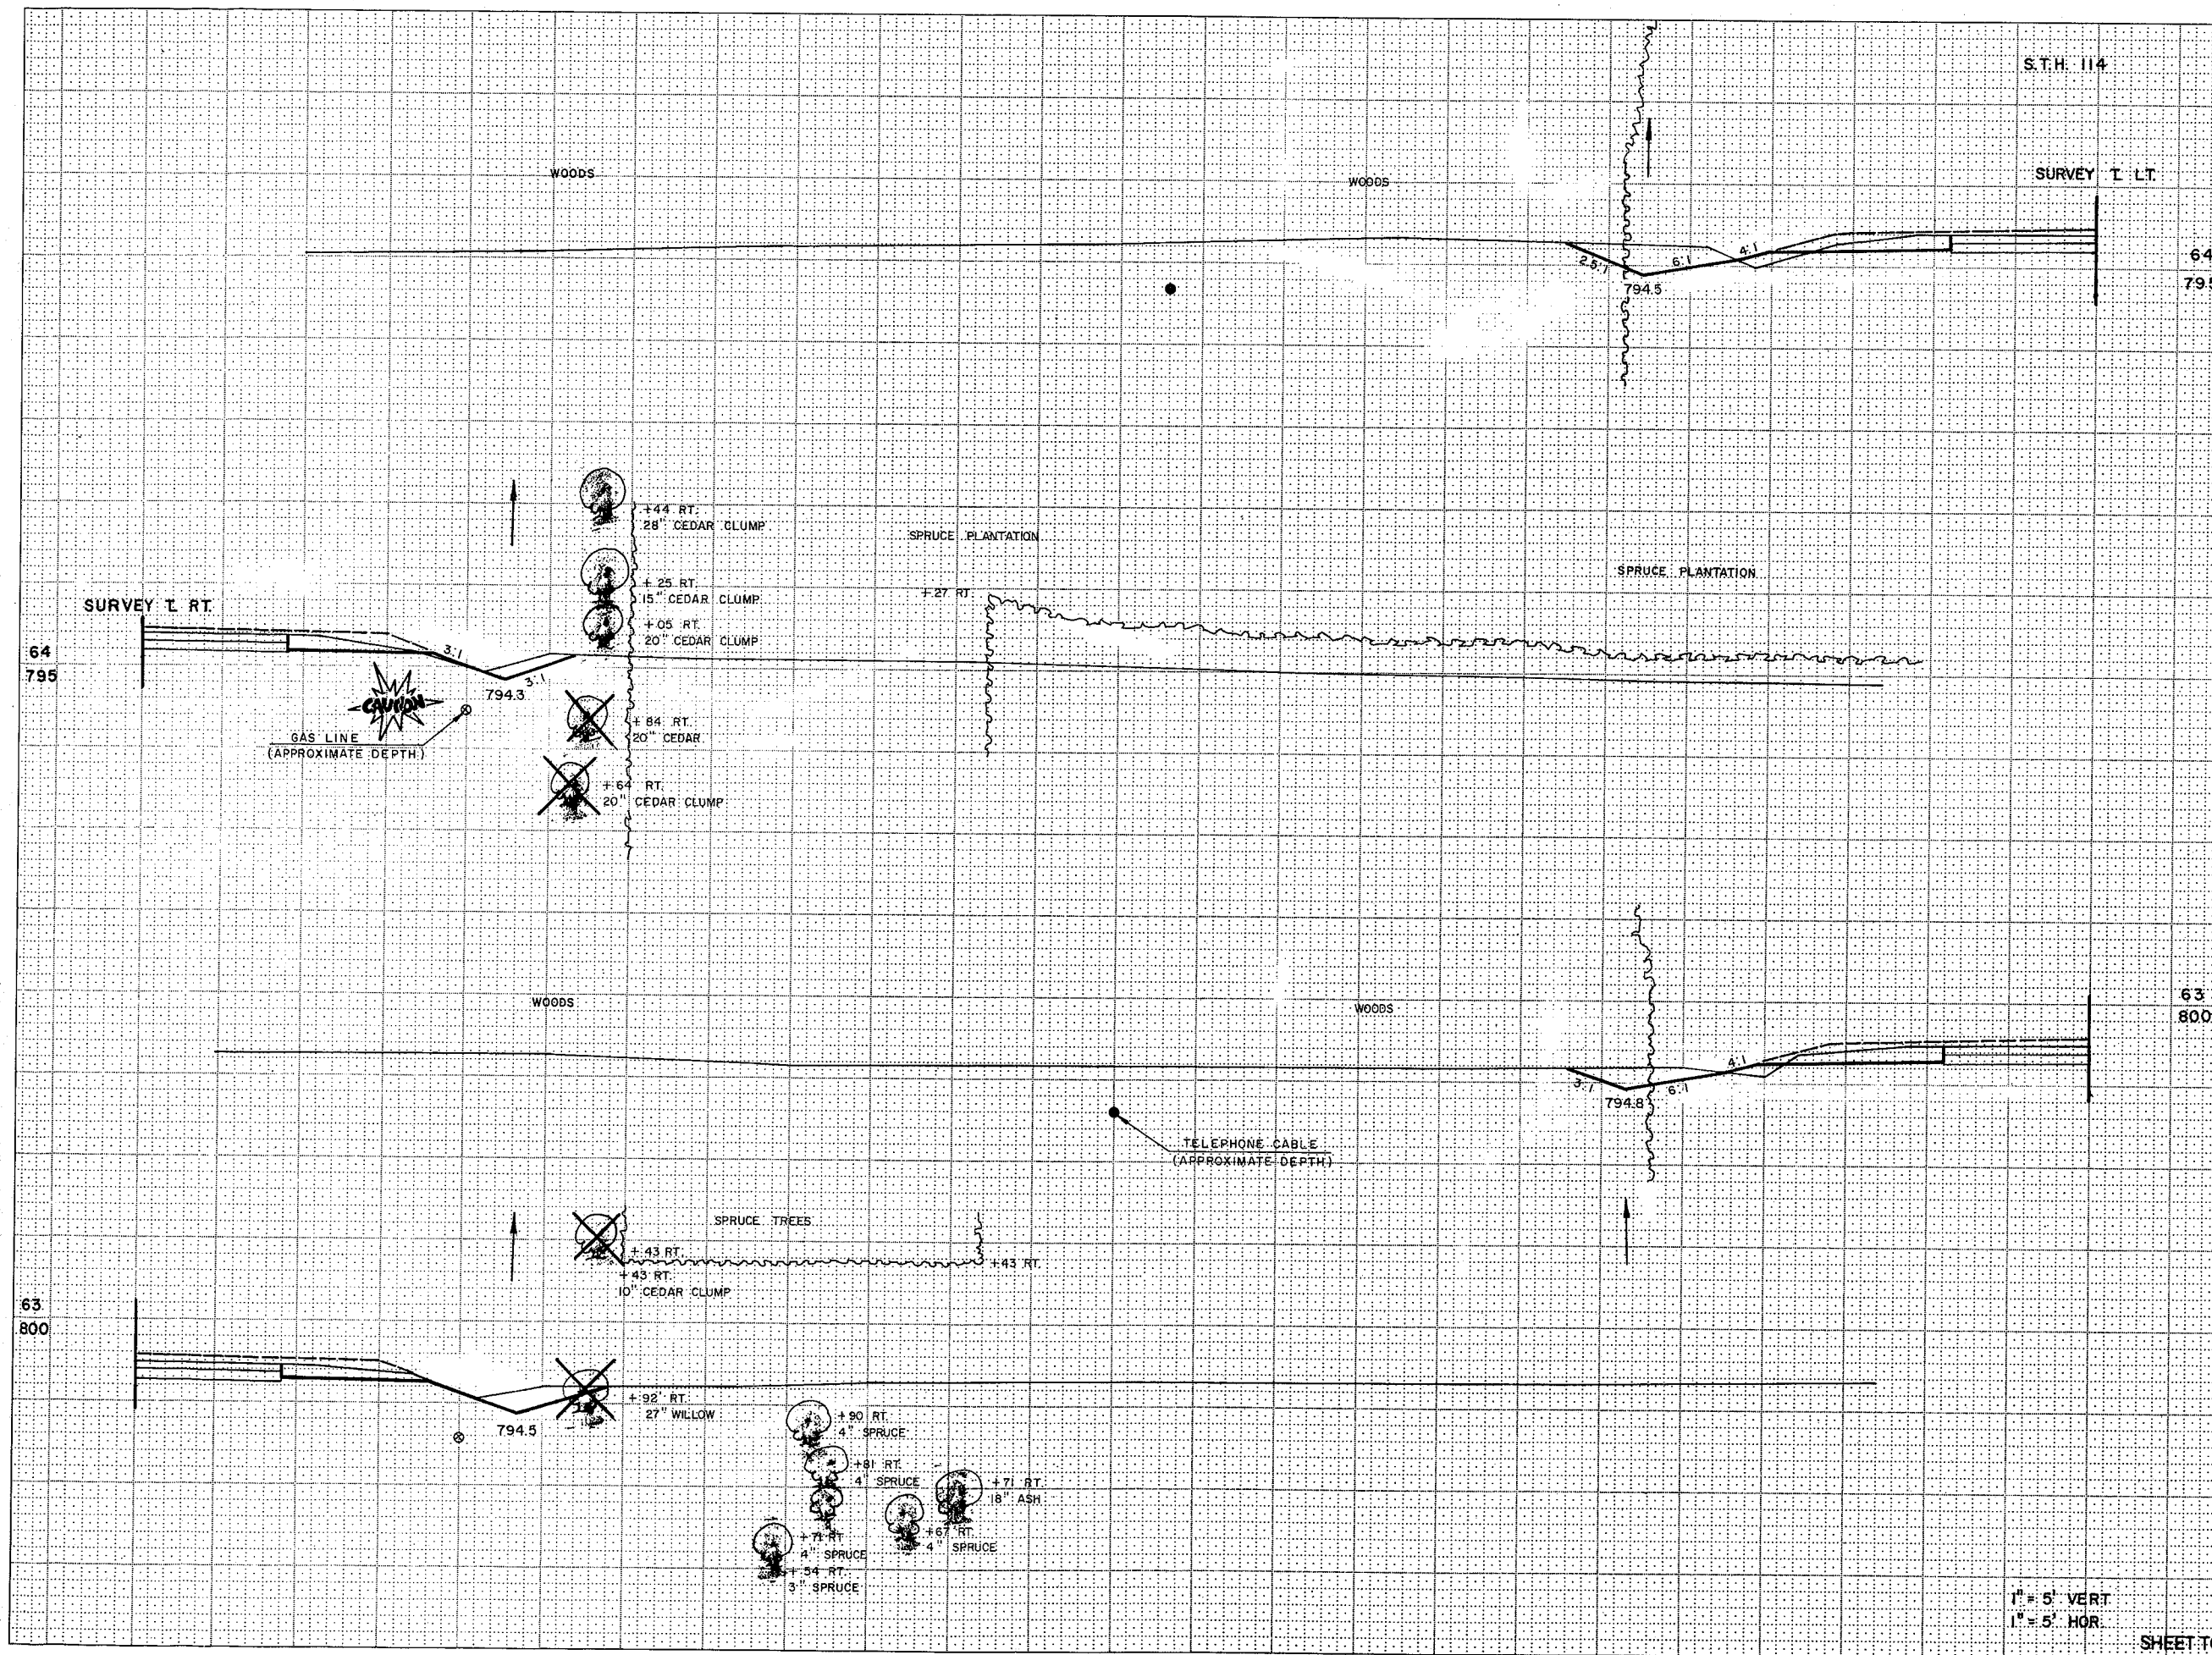 S.T.H. 114
WOODS
WOODS
SURVEY LT.
4:1
2.5:1
6:1
794.5
64
795
+44 RT.
28" CEDAR CLUMP
SPRUCE PLANTATION
SPRUCE PLANTATION
+25 RT.
15" CEDAR CLUMP
+27 RT.
SURVEY RT.
+05 RT.
20" CEDAR CLUMP
64
795
3:1
3:1
794.3
CAUTION
+84 RT.
20" CEDAR
GAS LINE
(APPROXIMATE DEPTH)
+64 RT.
20" CEDAR CLUMP
WOODS
WOODS
63
800
4:1
3:1
6:1
794.8
TELEPHONE CABLE
(APPROXIMATE DEPTH)
SPRUCE TREES
+43 RT.
+43 RT.
+43 RT.
10" CEDAR CLUMP
63
800
+92' RT.
27" WILLOW
794.5
+90 RT.
4" SPRUCE
+81 RT.
4" SPRUCE
+71 RT.
18" ASH
+71 RT
4" SPRUCE
+67 RT.
4" SPRUCE
+54 RT.
3" SPRUCE
1" = 5' VERT
1" = 5' HOR.
SHEET